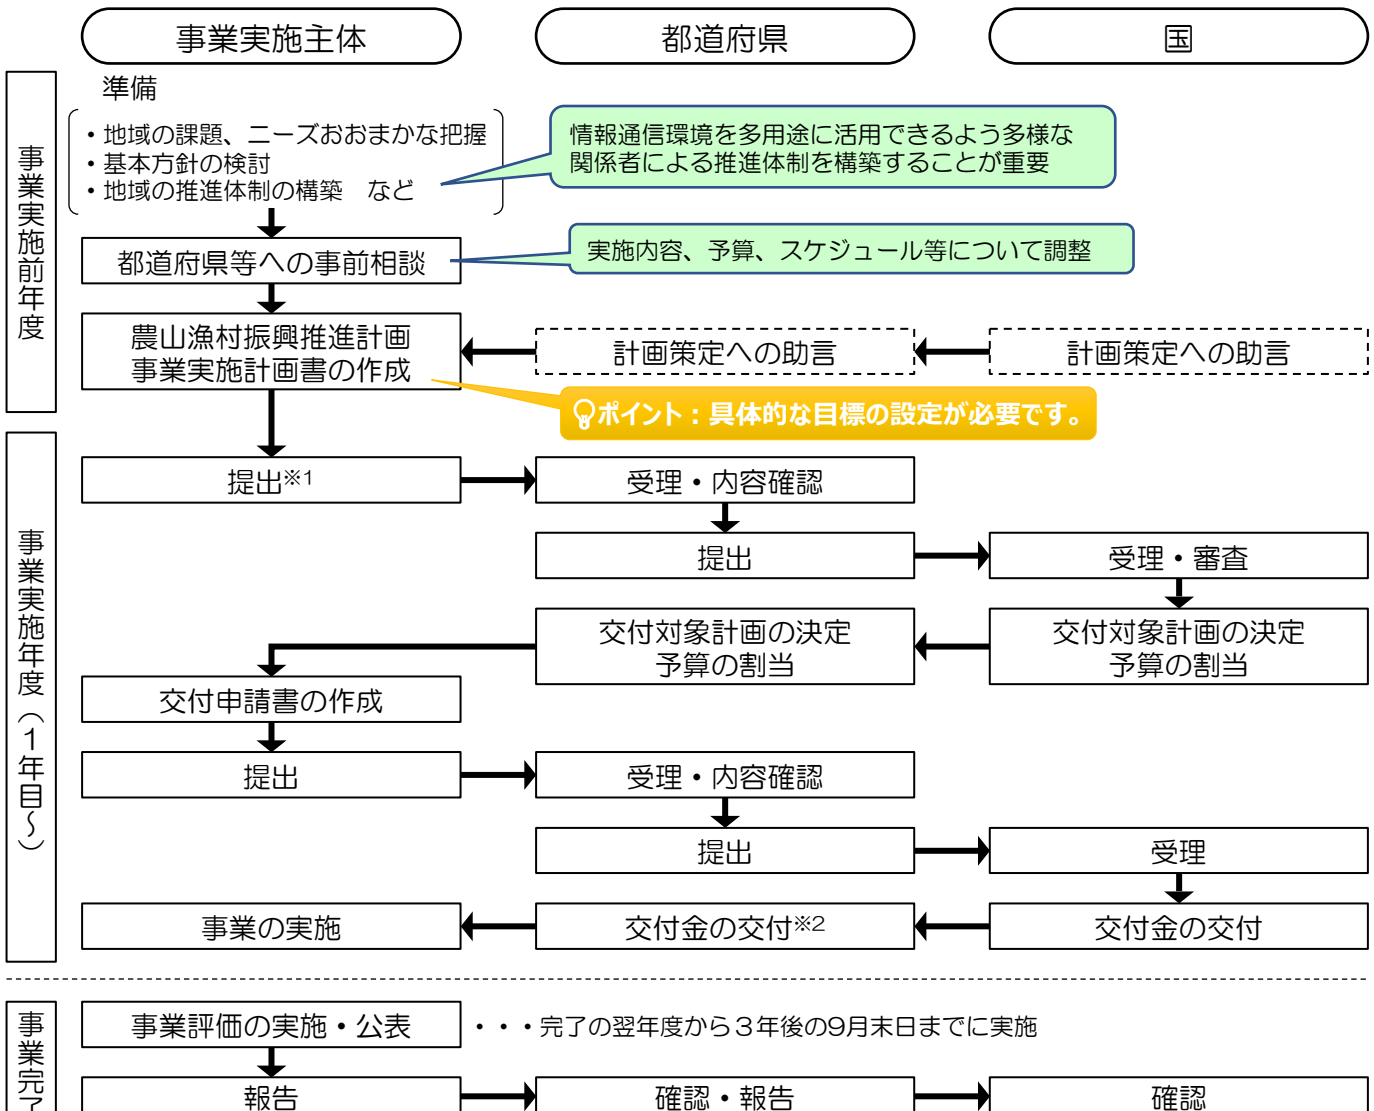 事業実施主体
都道府県
国
事業実施前年度
準備
・地域の課題、ニーズおおまかな把握
・基本方針の検討
・地域の推進体制の構築　など
情報通信環境を多用途に活用できるよう多様な
関係者による推進体制を構築することが重要
都道府県等への事前相談
実施内容、予算、スケジュール等について調整
農山漁村振興推進計画
事業実施計画書の作成
計画策定への助言
計画策定への助言
ポイント：具体的な目標の設定が必要です。
事業実施年度（１年目～）
提出※1
受理・内容確認
提出
受理・審査
交付対象計画の決定
予算の割当
交付対象計画の決定
予算の割当
交付申請書の作成
提出
受理・内容確認
提出
受理
事業の実施
交付金の交付※2
交付金の交付
事業完了
事業評価の実施・公表
・・・完了の翌年度から３年後の9月末日までに実施
報告
確認・報告
確認